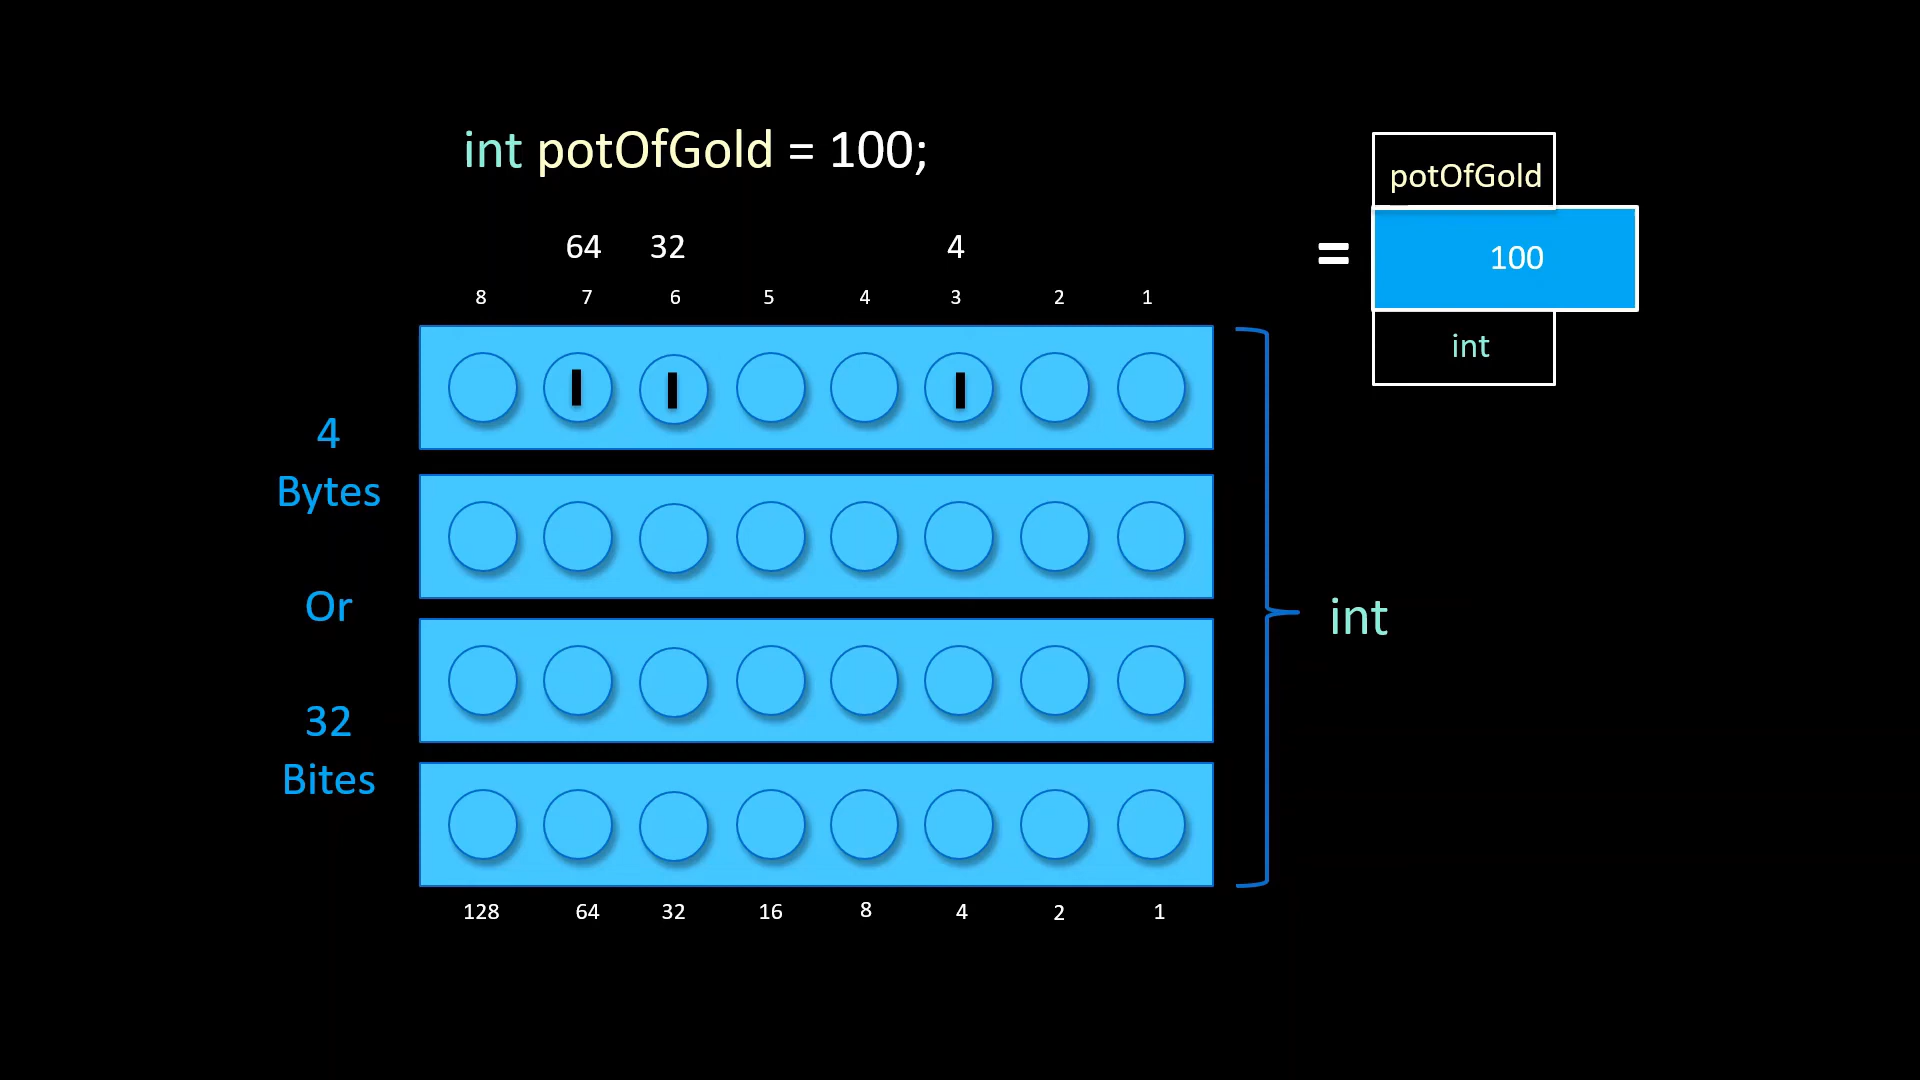 int potOfGold = 100;
potOfGold
64 32 4
= 100
8 7 6 5 4 3 2 1
int
I I I
4
Bytes
Or
int
32
Bites
128 64 32 16 8 4 2 1